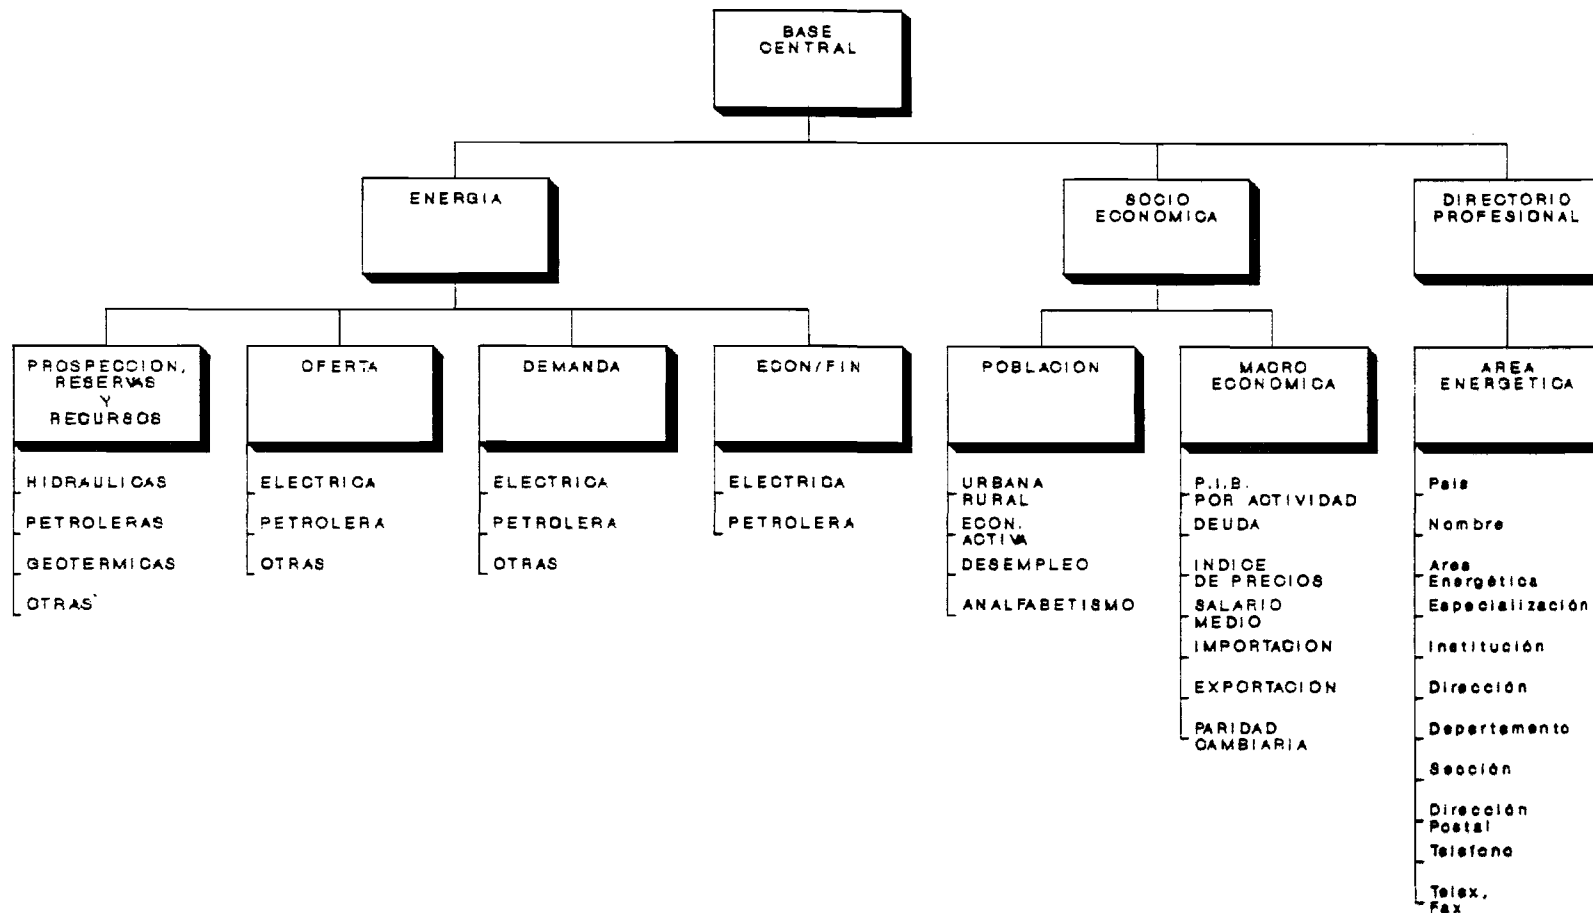 BASE
CENTRAL
ENERGIA
SOCIO
ECONOMICA
DIRECTORIO
PROFESIONAL
PROSPECCION,
RESERVAS
Y
RECURSOS
HIDRAULICAS
PETROLERAS
GEOTERMICAS
OTRAS
OFERTA
ELECTRICA
PETROLERA
OTRAS
DEMANDA
ELECTRICA
PETROLERA
OTRAS
ECON/FIN
ELECTRICA
PETROLERA
POBLACION
URBANA
RURAL
ECON.
ACTIVA
DESEMPLEO
ANALFABETISMO
MACRO
ECONOMICA
P.I.B.
POR ACTIVIDAD
DEUDA
INDICE
DE PRECIOS
SALARIO
MEDIO
IMPORTACION
EXPORTACION
PARIDAD
CAMBIARIA
AREA
ENERGETICA
Pais
Nombre
Area
Energética
Especialización
Institución
Dirección
Departamento
Sección
Dirección
Postal
Telefono
Telex,
Fax